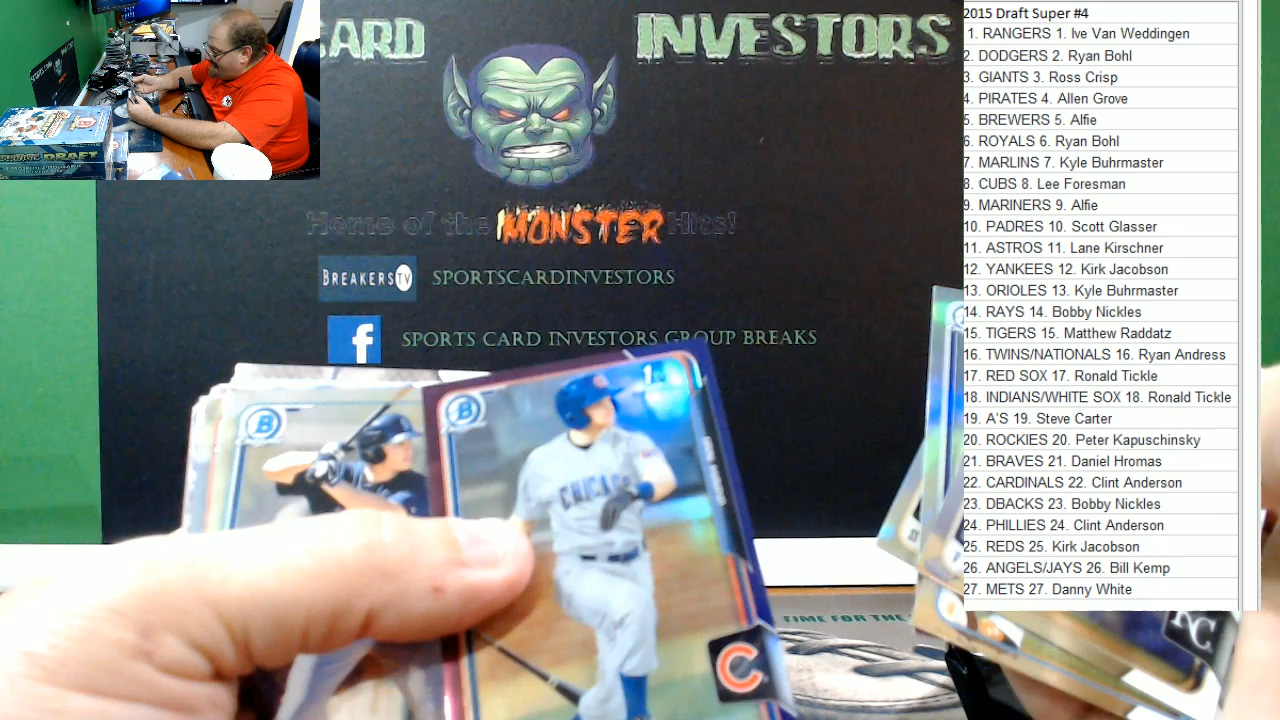 CARD INVESTORS
Home of the MONSTER Hits!
BREAKERS TV SPORTSCARDINVESTORS
f SPORTS CARD INVESTORS GROUP BREAKS
TIME FOR THE
DRAFT
B
B
1st
CHICAGO
C
2015 Draft Super #4
1. RANGERS 1. Ive Van Weddingen
2. DODGERS 2. Ryan Bohl
3. GIANTS 3. Ross Crisp
4. PIRATES 4. Allen Grove
5. BREWERS 5. Alfie
6. ROYALS 6. Ryan Bohl
7. MARLINS 7. Kyle Buhrmaster
8. CUBS 8. Lee Foresman
9. MARINERS 9. Alfie
10. PADRES 10. Scott Glasser
11. ASTROS 11. Lane Kirschner
12. YANKEES 12. Kirk Jacobson
13. ORIOLES 13. Kyle Buhrmaster
14. RAYS 14. Bobby Nickles
15. TIGERS 15. Matthew Raddatz
16. TWINS/NATIONALS 16. Ryan Andress
17. RED SOX 17. Ronald Tickle
18. INDIANS/WHITE SOX 18. Ronald Tickle
19. A'S 19. Steve Carter
20. ROCKIES 20. Peter Kapuschinsky
21. BRAVES 21. Daniel Hromas
22. CARDINALS 22. Clint Anderson
23. DBACKS 23. Bobby Nickles
24. PHILLIES 24. Clint Anderson
25. REDS 25. Kirk Jacobson
26. ANGELS/JAYS 26. Bill Kemp
27. METS 27. Danny White